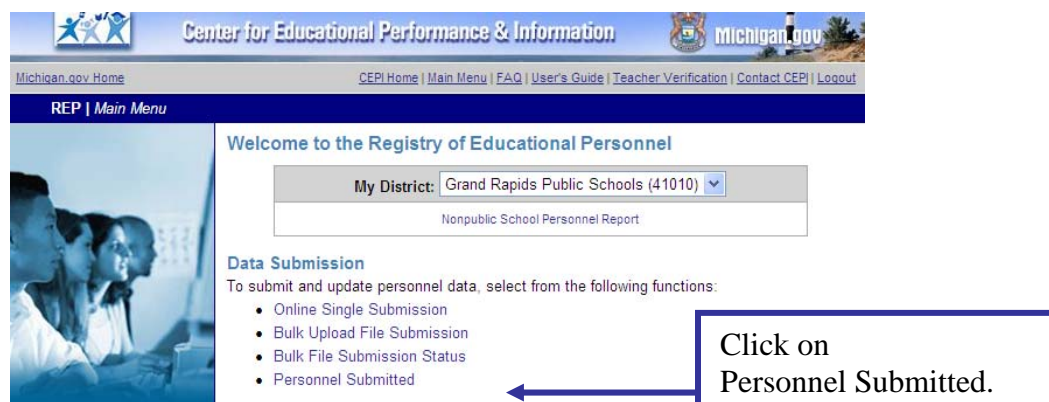 Center for Educational Performance & Information
Michigan.gov
Michigan.gov Home
CEPI Home | Main Menu | FAQ | User's Guide | Teacher Verification | Contact CEPI | Logout
REP | Main Menu
Welcome to the Registry of Educational Personnel
My District: Grand Rapids Public Schools (41010)
Nonpublic School Personnel Report
Data Submission
To submit and update personnel data, select from the following functions:
• Online Single Submission
• Bulk Upload File Submission
• Bulk File Submission Status
• Personnel Submitted
Click on
Personnel Submitted.